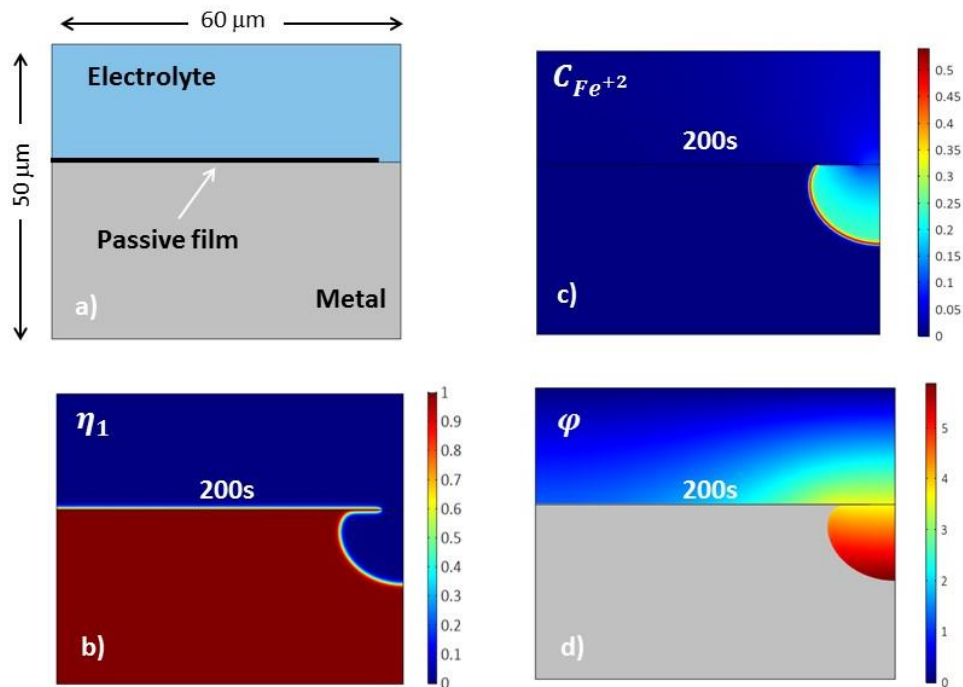 60 μm
50 μm
Electrolyte
Passive film
Metal
a)
C_{Fe^{+2}}
200s
c)
0.5
0.45
0.4
0.35
0.3
0.25
0.2
0.15
0.1
0.05
0
η_1
200s
b)
1
0.9
0.8
0.7
0.6
0.5
0.4
0.3
0.2
0.1
0
φ
200s
d)
5
4
3
2
1
0